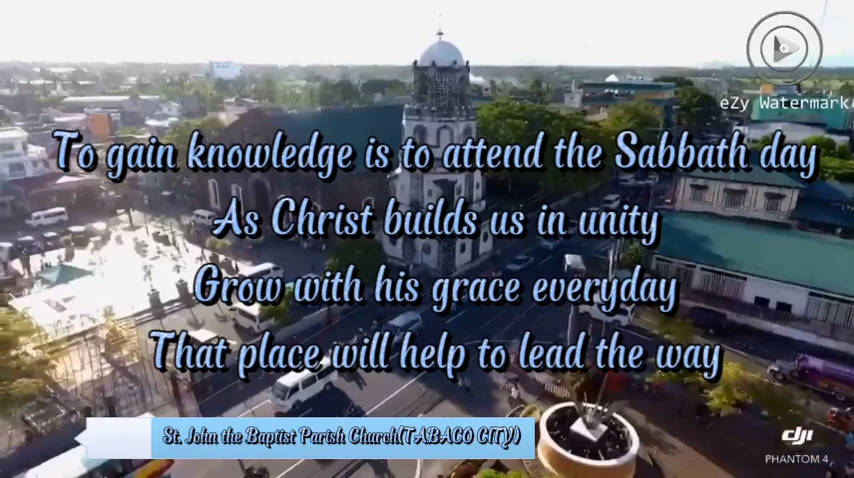 eZy Watermark
To gain knowledge is to attend the Sabbath day
As Christ builds us in unity
Grow with his grace everyday
That place will help to lead the way
St. John the Baptist Parish Church(TABACO CITY)
dji
PHANTOM 4